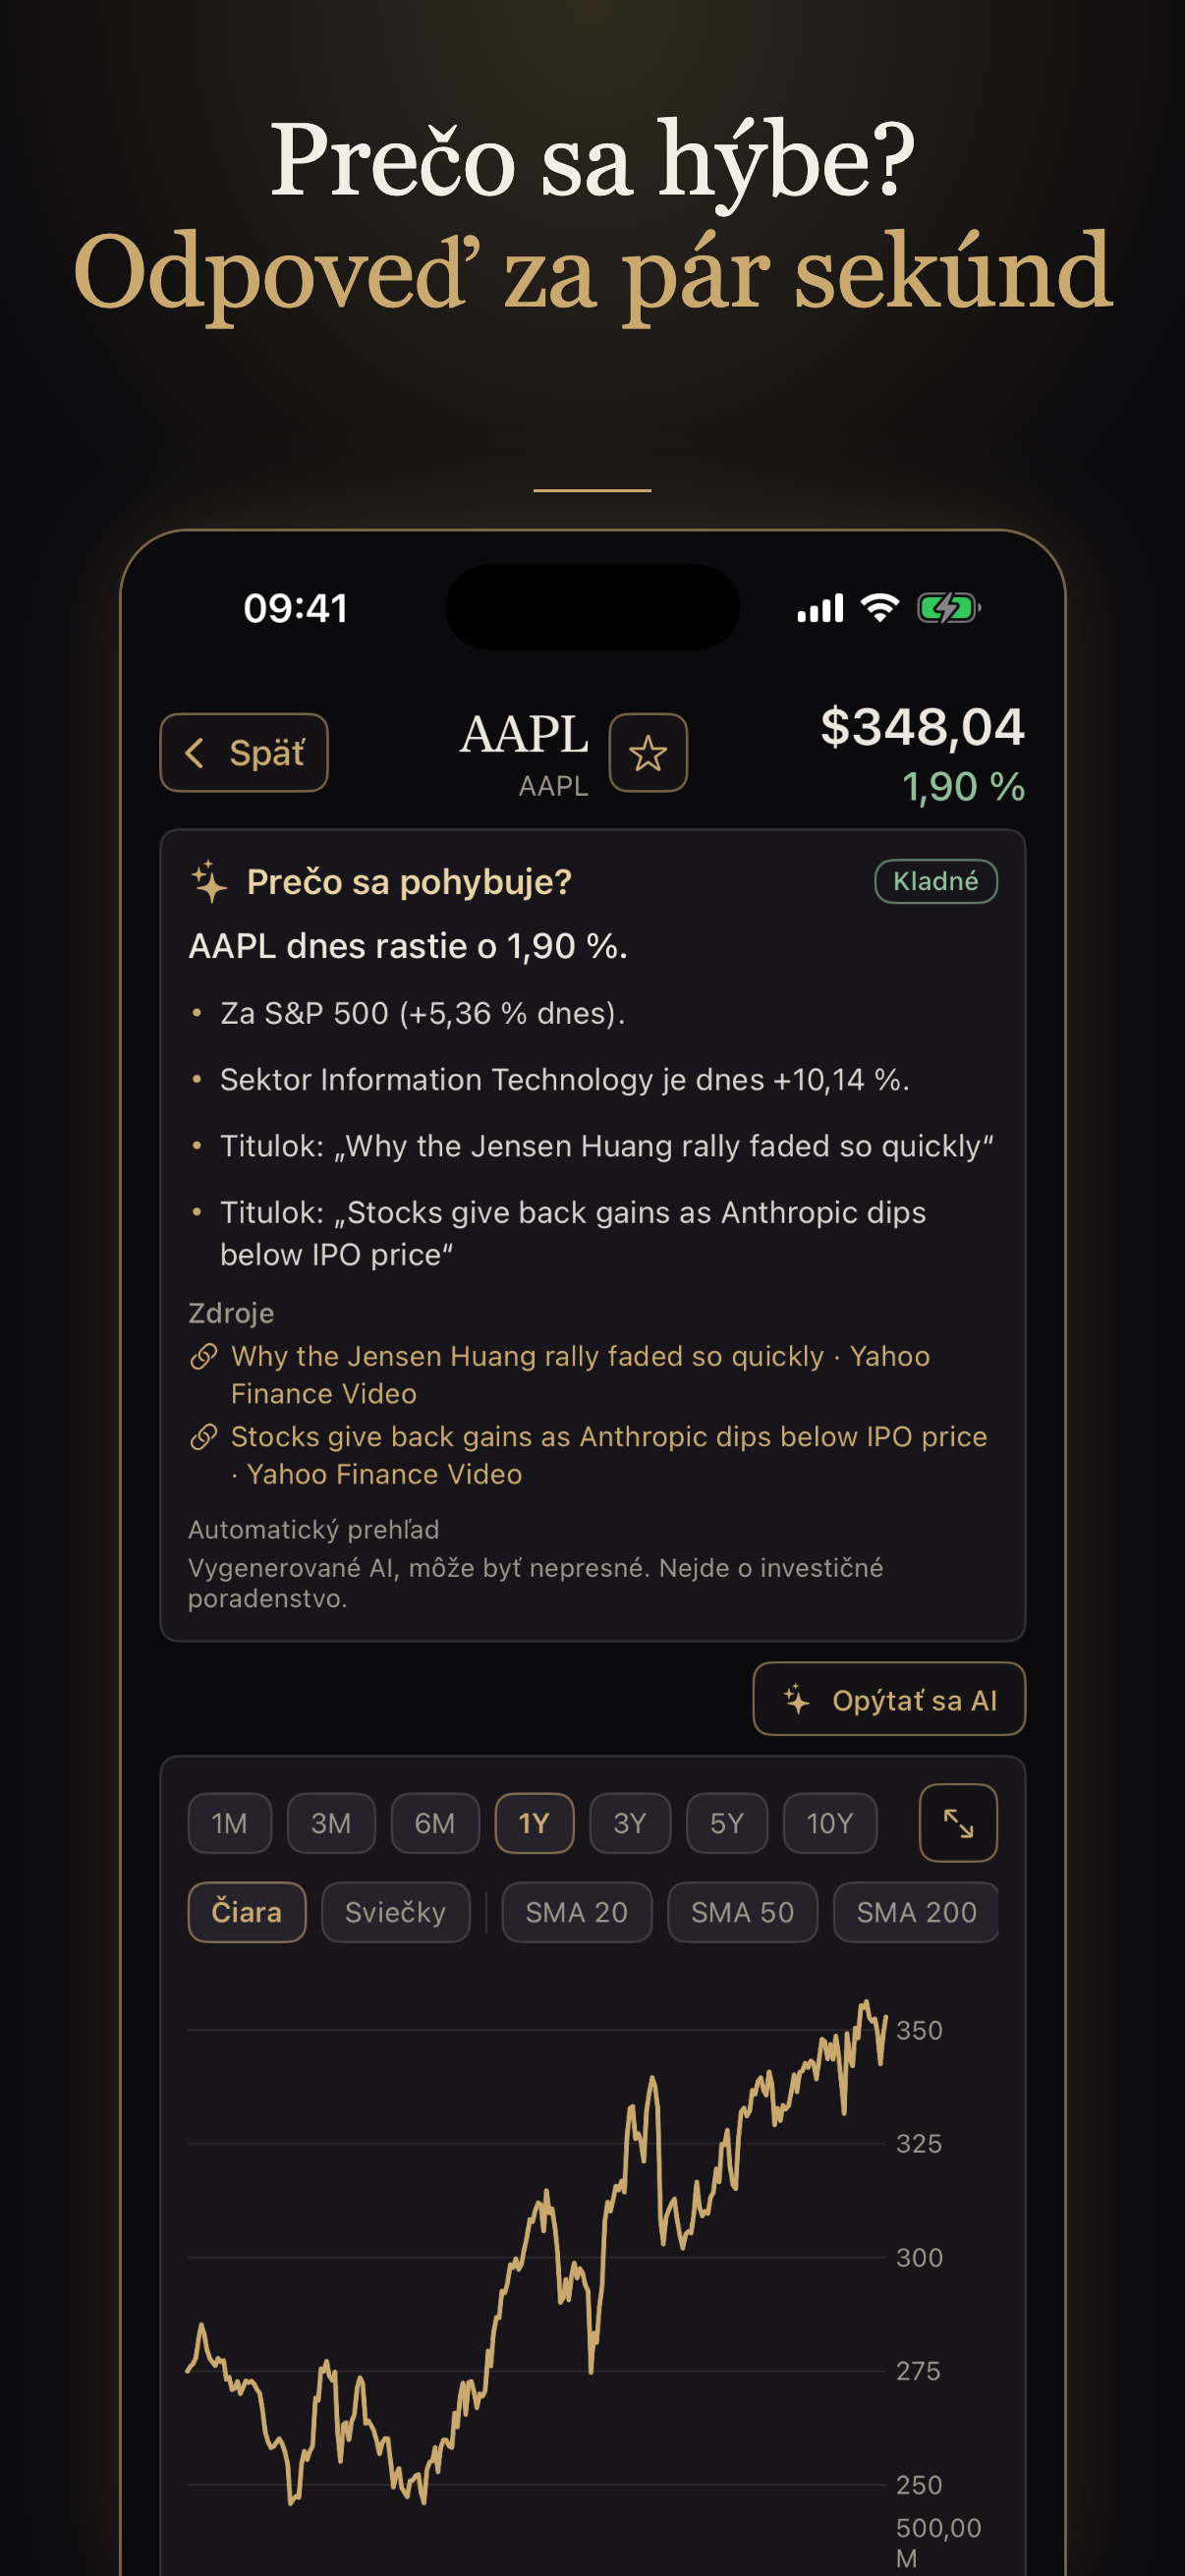 Prečo sa hýbe?
Odpoveď za pár sekúnd
09:41
Späť
AAPL
AAPL
$348,04
1,90 %
Prečo sa pohybuje?
Kladné
AAPL dnes rastie o 1,90 %.
• Za S&P 500 (+5,36 % dnes).
• Sektor Information Technology je dnes +10,14 %.
• Titulok: „Why the Jensen Huang rally faded so quickly“
• Titulok: „Stocks give back gains as Anthropic dips
below IPO price“
Zdroje
Why the Jensen Huang rally faded so quickly · Yahoo
Finance Video
Stocks give back gains as Anthropic dips below IPO price
· Yahoo Finance Video
Automatický prehľad
Vygenerované AI, môže byť nepresné. Nejde o investičné
poradenstvo.
Opýtať sa AI
1M 3M 6M 1Y 3Y 5Y 10Y
Čiara Sviečky SMA 20 SMA 50 SMA 200
350
325
300
275
250
500,00
M